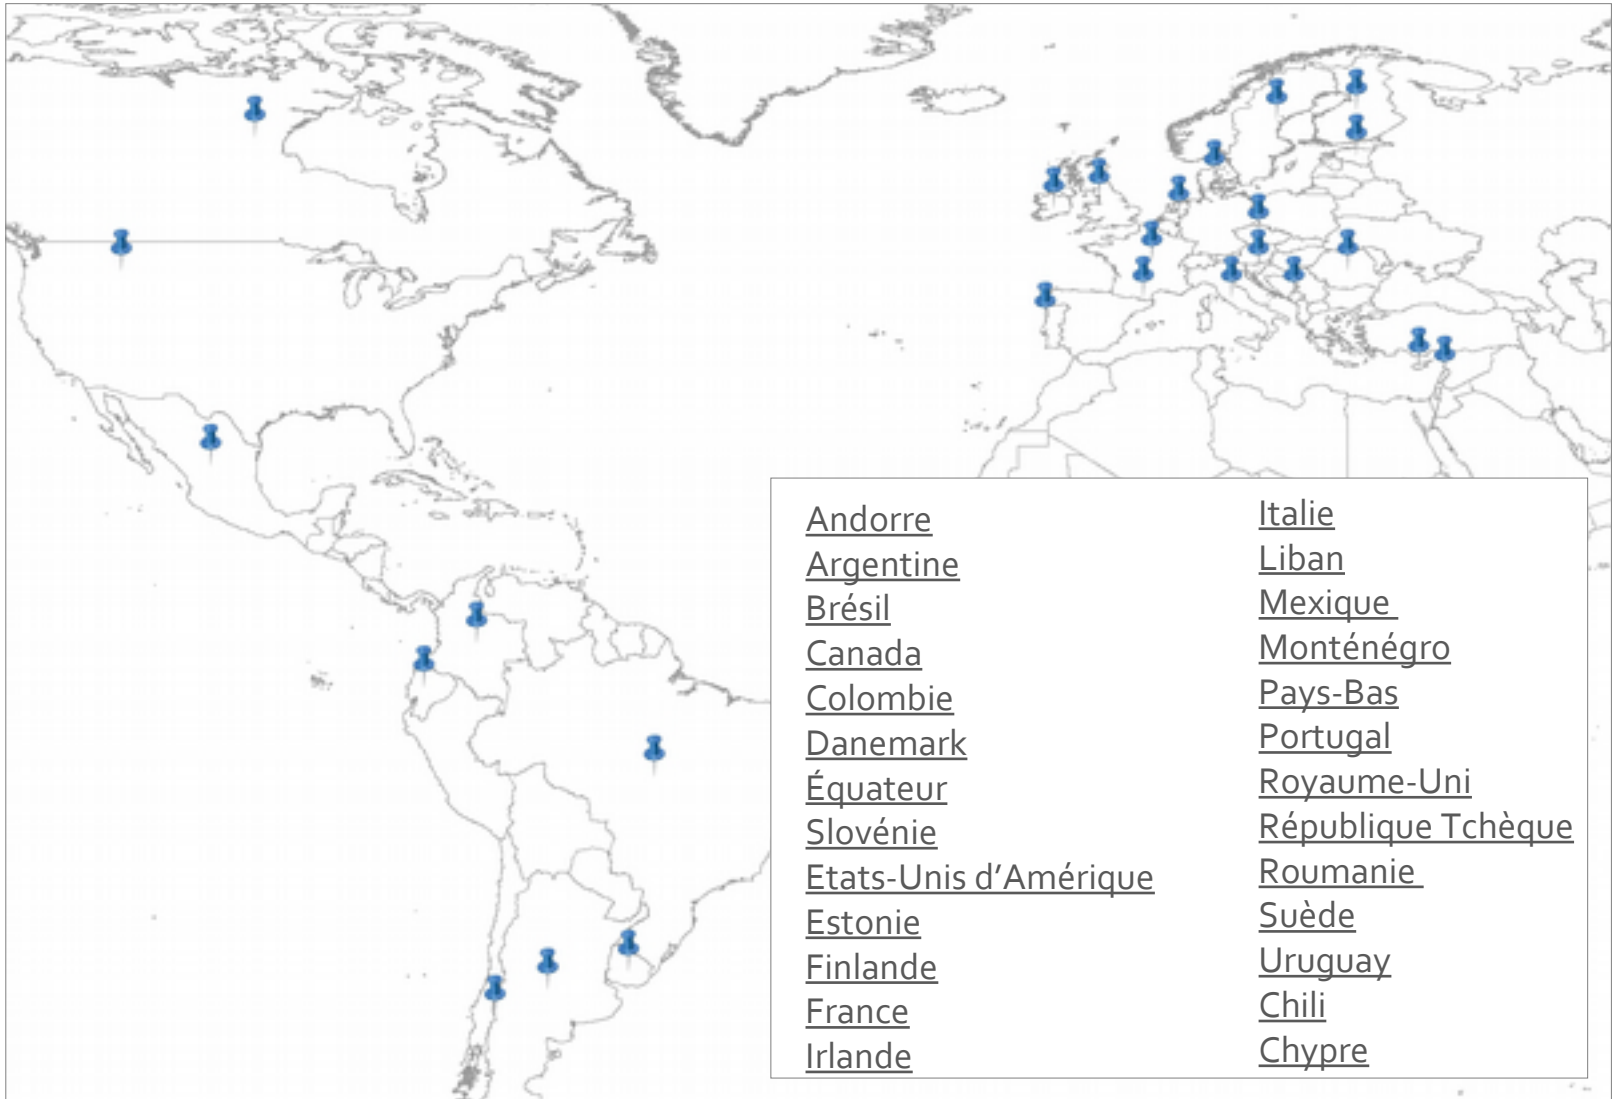 Andorre
Argentine
Brésil
Canada
Colombie
Danemark
Équateur
Slovénie
Etats-Unis d’Amérique
Estonie
Finlande
France
Irlande
Italie
Liban
Mexique
Monténégro
Pays-Bas
Portugal
Royaume-Uni
République Tchèque
Roumanie
Suède
Uruguay
Chili
Chypre